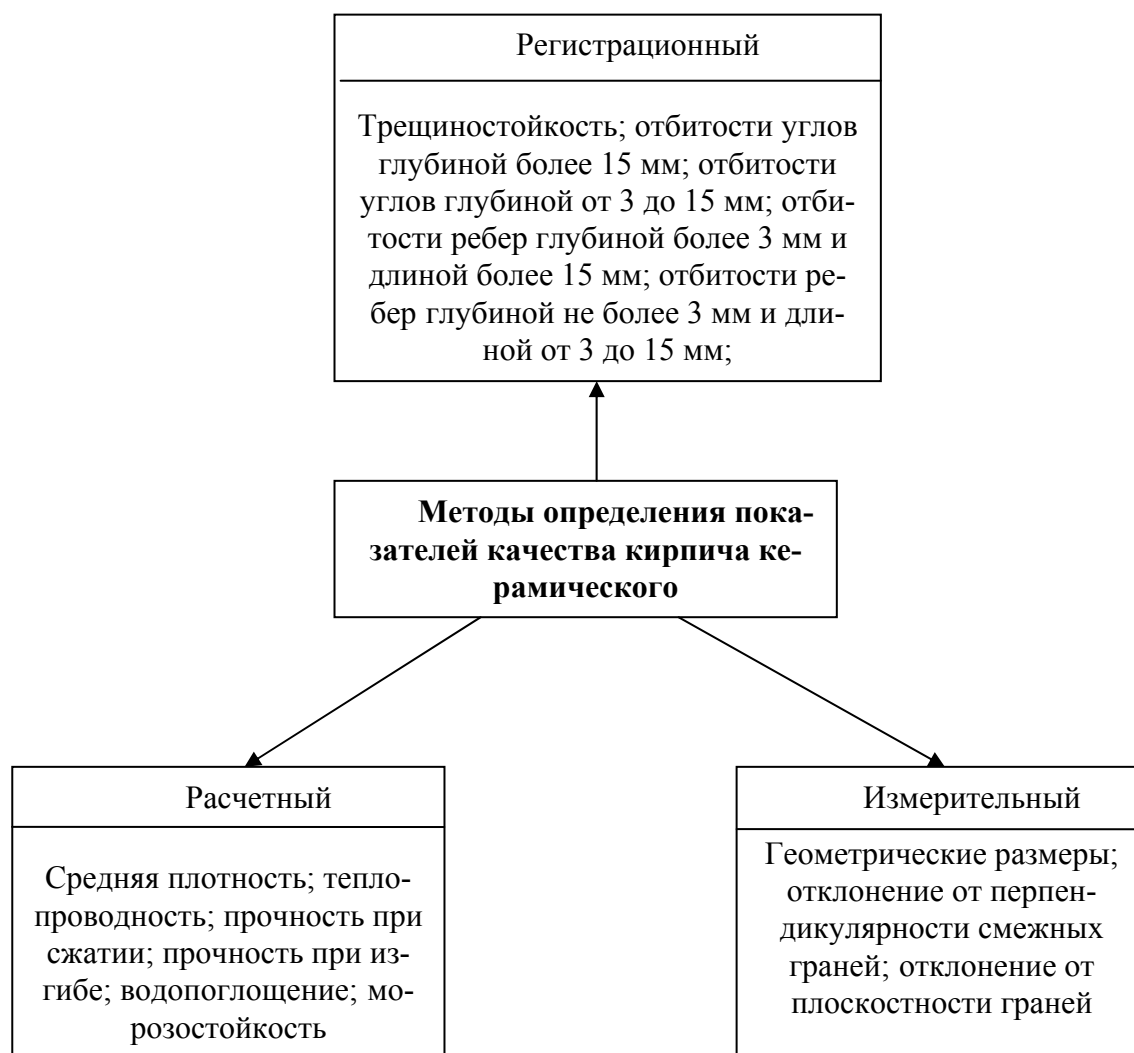 Регистрационный
Трещиностойкость; отбитости углов
глубиной более 15 мм; отбитости
углов глубиной от 3 до 15 мм; отби-
тости ребер глубиной более 3 мм и
длиной более 15 мм; отбитости ре-
бер глубиной не более 3 мм и дли-
ной от 3 до 15 мм;
Методы определения пока-
зателей качества кирпича ке-
рамического
Расчетный
Средняя плотность; тепло-
проводность; прочность при
сжатии; прочность при из-
гибе; водопоглощение; мо-
розостойкость
Измерительный
Геометрические размеры;
отклонение от перпен-
дикулярности смежных
граней; отклонение от
плоскостности граней